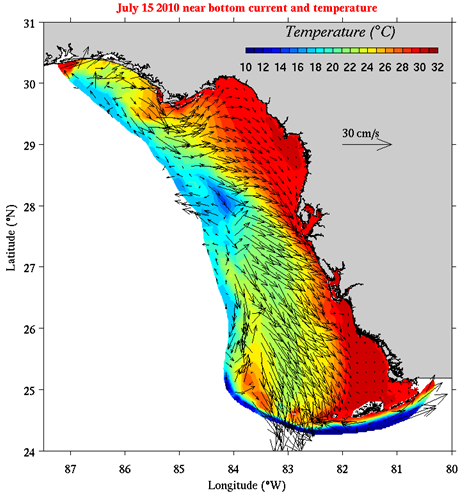 July 15 2010 near bottom current and temperature
Temperature (°C)
10 12 14 16 18 20 22 24 26 28 30 32
30 cm/s
31
30
29
28
27
26
25
24
Latitude (°N)
87 86 85 84 83 82 81 80
Longitude (°W)